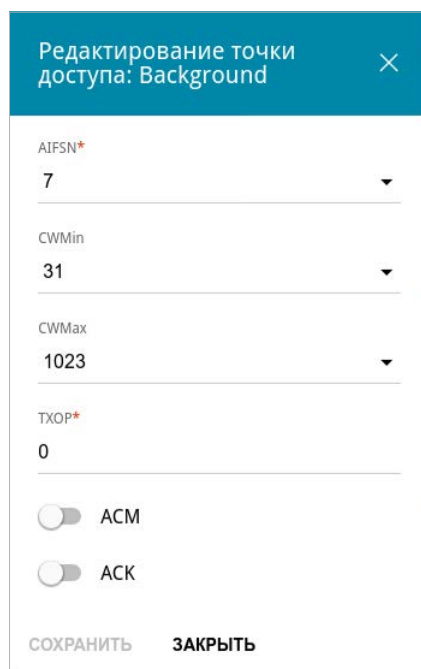 Редактирование точки
доступа: Background
AIFSN*
7
CWMin
31
CWMax
1023
TXOP*
0
ACM
ACK
СОХРАНИТЬ ЗАКРЫТЬ